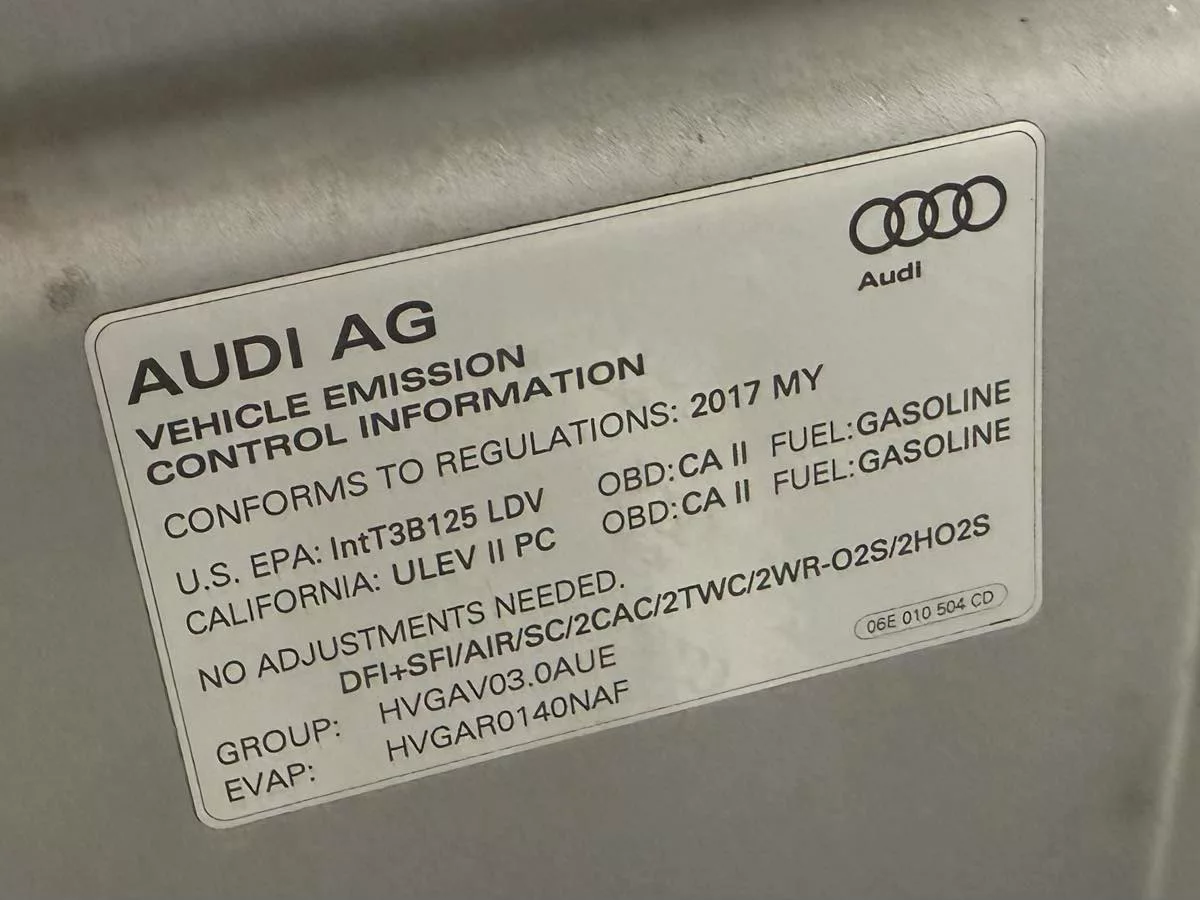 Audi
AUDI AG
VEHICLE EMISSION
CONTROL INFORMATION
CONFORMS TO REGULATIONS: 2017 MY
U.S. EPA: IntT3B125 LDV OBD:CA II FUEL:GASOLINE
CALIFORNIA: ULEV II PC OBD:CA II FUEL:GASOLINE
NO ADJUSTMENTS NEEDED.
DFI+SFI/AIR/SC/2CAC/2TWC/2WR-O2S/2HO2S
GROUP: HVGAV03.0AUE
EVAP: HVGAR0140NAF
06E 010 504 CD